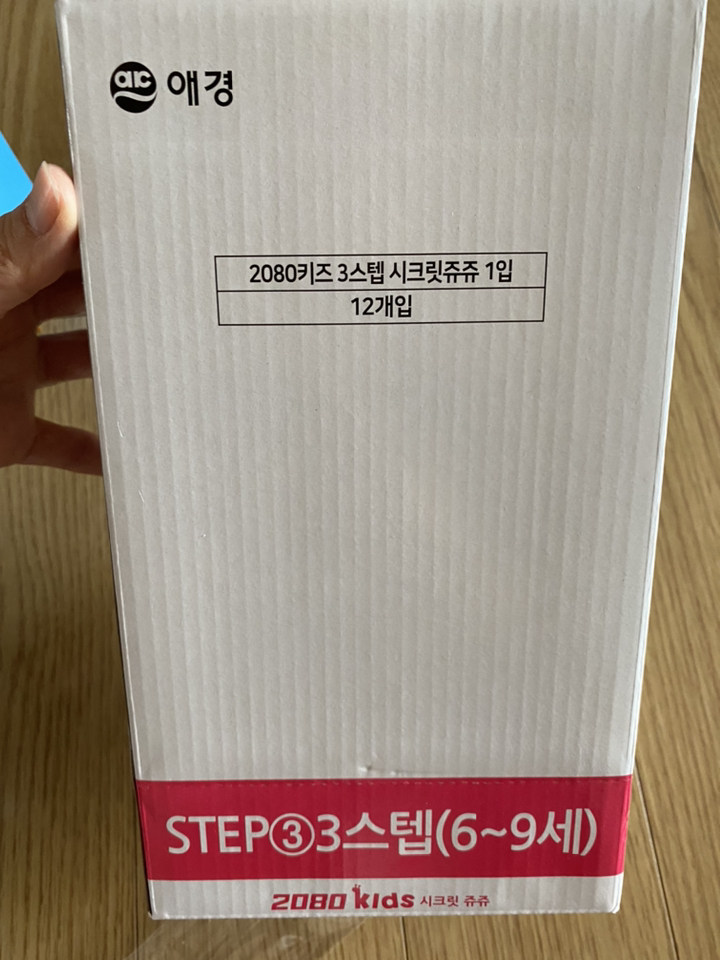 애경
2080키즈 3스텝 시크릿쥬쥬 1입
12개입
STEP③3스텝(6~9세)
2080 kids 시크릿 쥬쥬